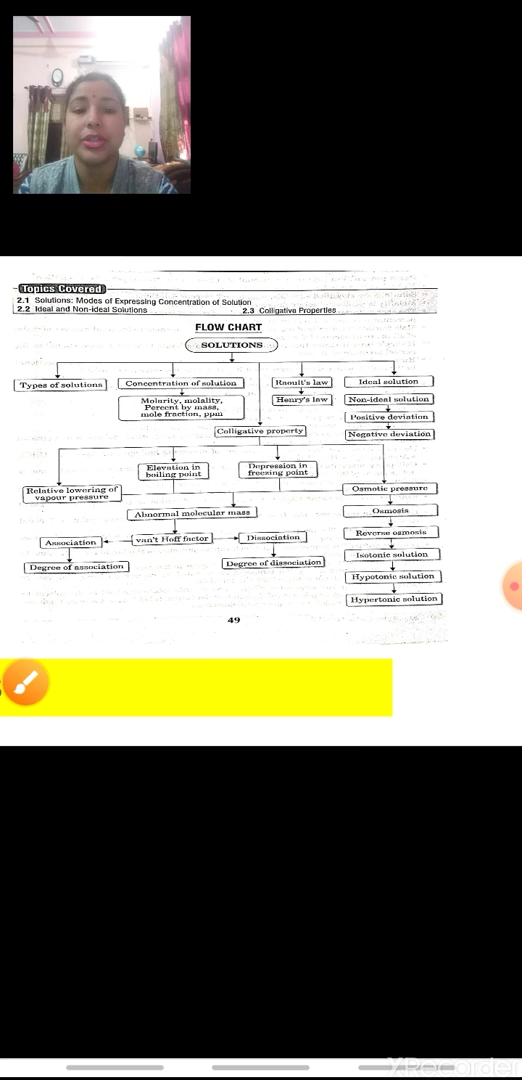 Topics Covered
2.1 Solutions: Modes of Expressing Concentration of Solution
2.2 Ideal and Non-ideal Solutions 2.3 Colligative Properties
FLOW CHART
SOLUTIONS
Types of solutions
Concentration of solution
Raoult's law
Ideal solution
Molarity, molality,
Percent by mass,
mole fraction, ppm
Henry's law
Non-ideal solution
Positive deviation
Colligative property
Negative deviation
Elevation in
boiling point
Depression in
freezing point
Relative lowering of
vapour pressure
Osmotic pressure
Abnormal molecular mass
Osmosis
Association
van't Hoff factor
Dissociation
Reverse osmosis
Isotonic solution
Degree of association
Degree of dissociation
Hypotonic solution
Hypertonic solution
49
XRecorder